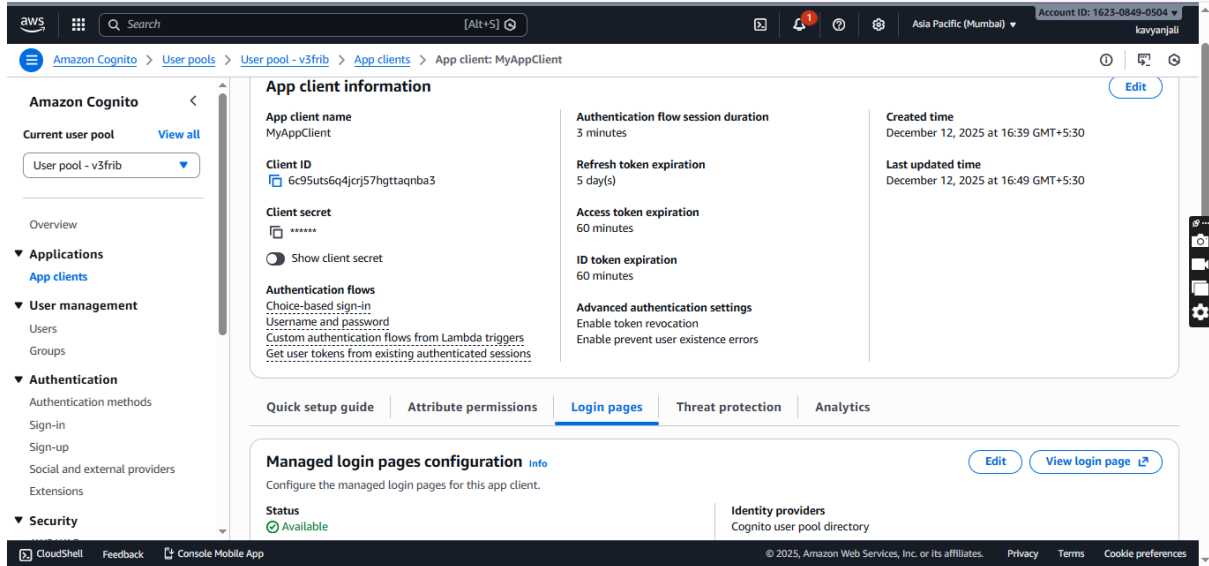 aws
Search [Alt+S]
1
Asia Pacific (Mumbai)
Account ID: 1623-0849-0504
kavyanjali
Amazon Cognito > User pools > User pool - v3frib > App clients > App client: MyAppClient
Amazon Cognito
Current user pool View all
User pool - v3frib
Overview
Applications
App clients
User management
Users
Groups
Authentication
Authentication methods
Sign-in
Sign-up
Social and external providers
Extensions
Security
App client information
Edit
App client name
MyAppClient
Client ID
6c95uts6q4jcrj57hgttaqnba3
Client secret
******
Show client secret
Authentication flows
Choice-based sign-in
Username and password
Custom authentication flows from Lambda triggers
Get user tokens from existing authenticated sessions
Authentication flow session duration
3 minutes
Refresh token expiration
5 day(s)
Access token expiration
60 minutes
ID token expiration
60 minutes
Advanced authentication settings
Enable token revocation
Enable prevent user existence errors
Created time
December 12, 2025 at 16:39 GMT+5:30
Last updated time
December 12, 2025 at 16:49 GMT+5:30
Quick setup guide
Attribute permissions
Login pages
Threat protection
Analytics
Managed login pages configuration Info
Edit
View login page
Configure the managed login pages for this app client.
Status
Available
Identity providers
Cognito user pool directory
CloudShell Feedback Console Mobile App
© 2025, Amazon Web Services, Inc. or its affiliates. Privacy Terms Cookie preferences